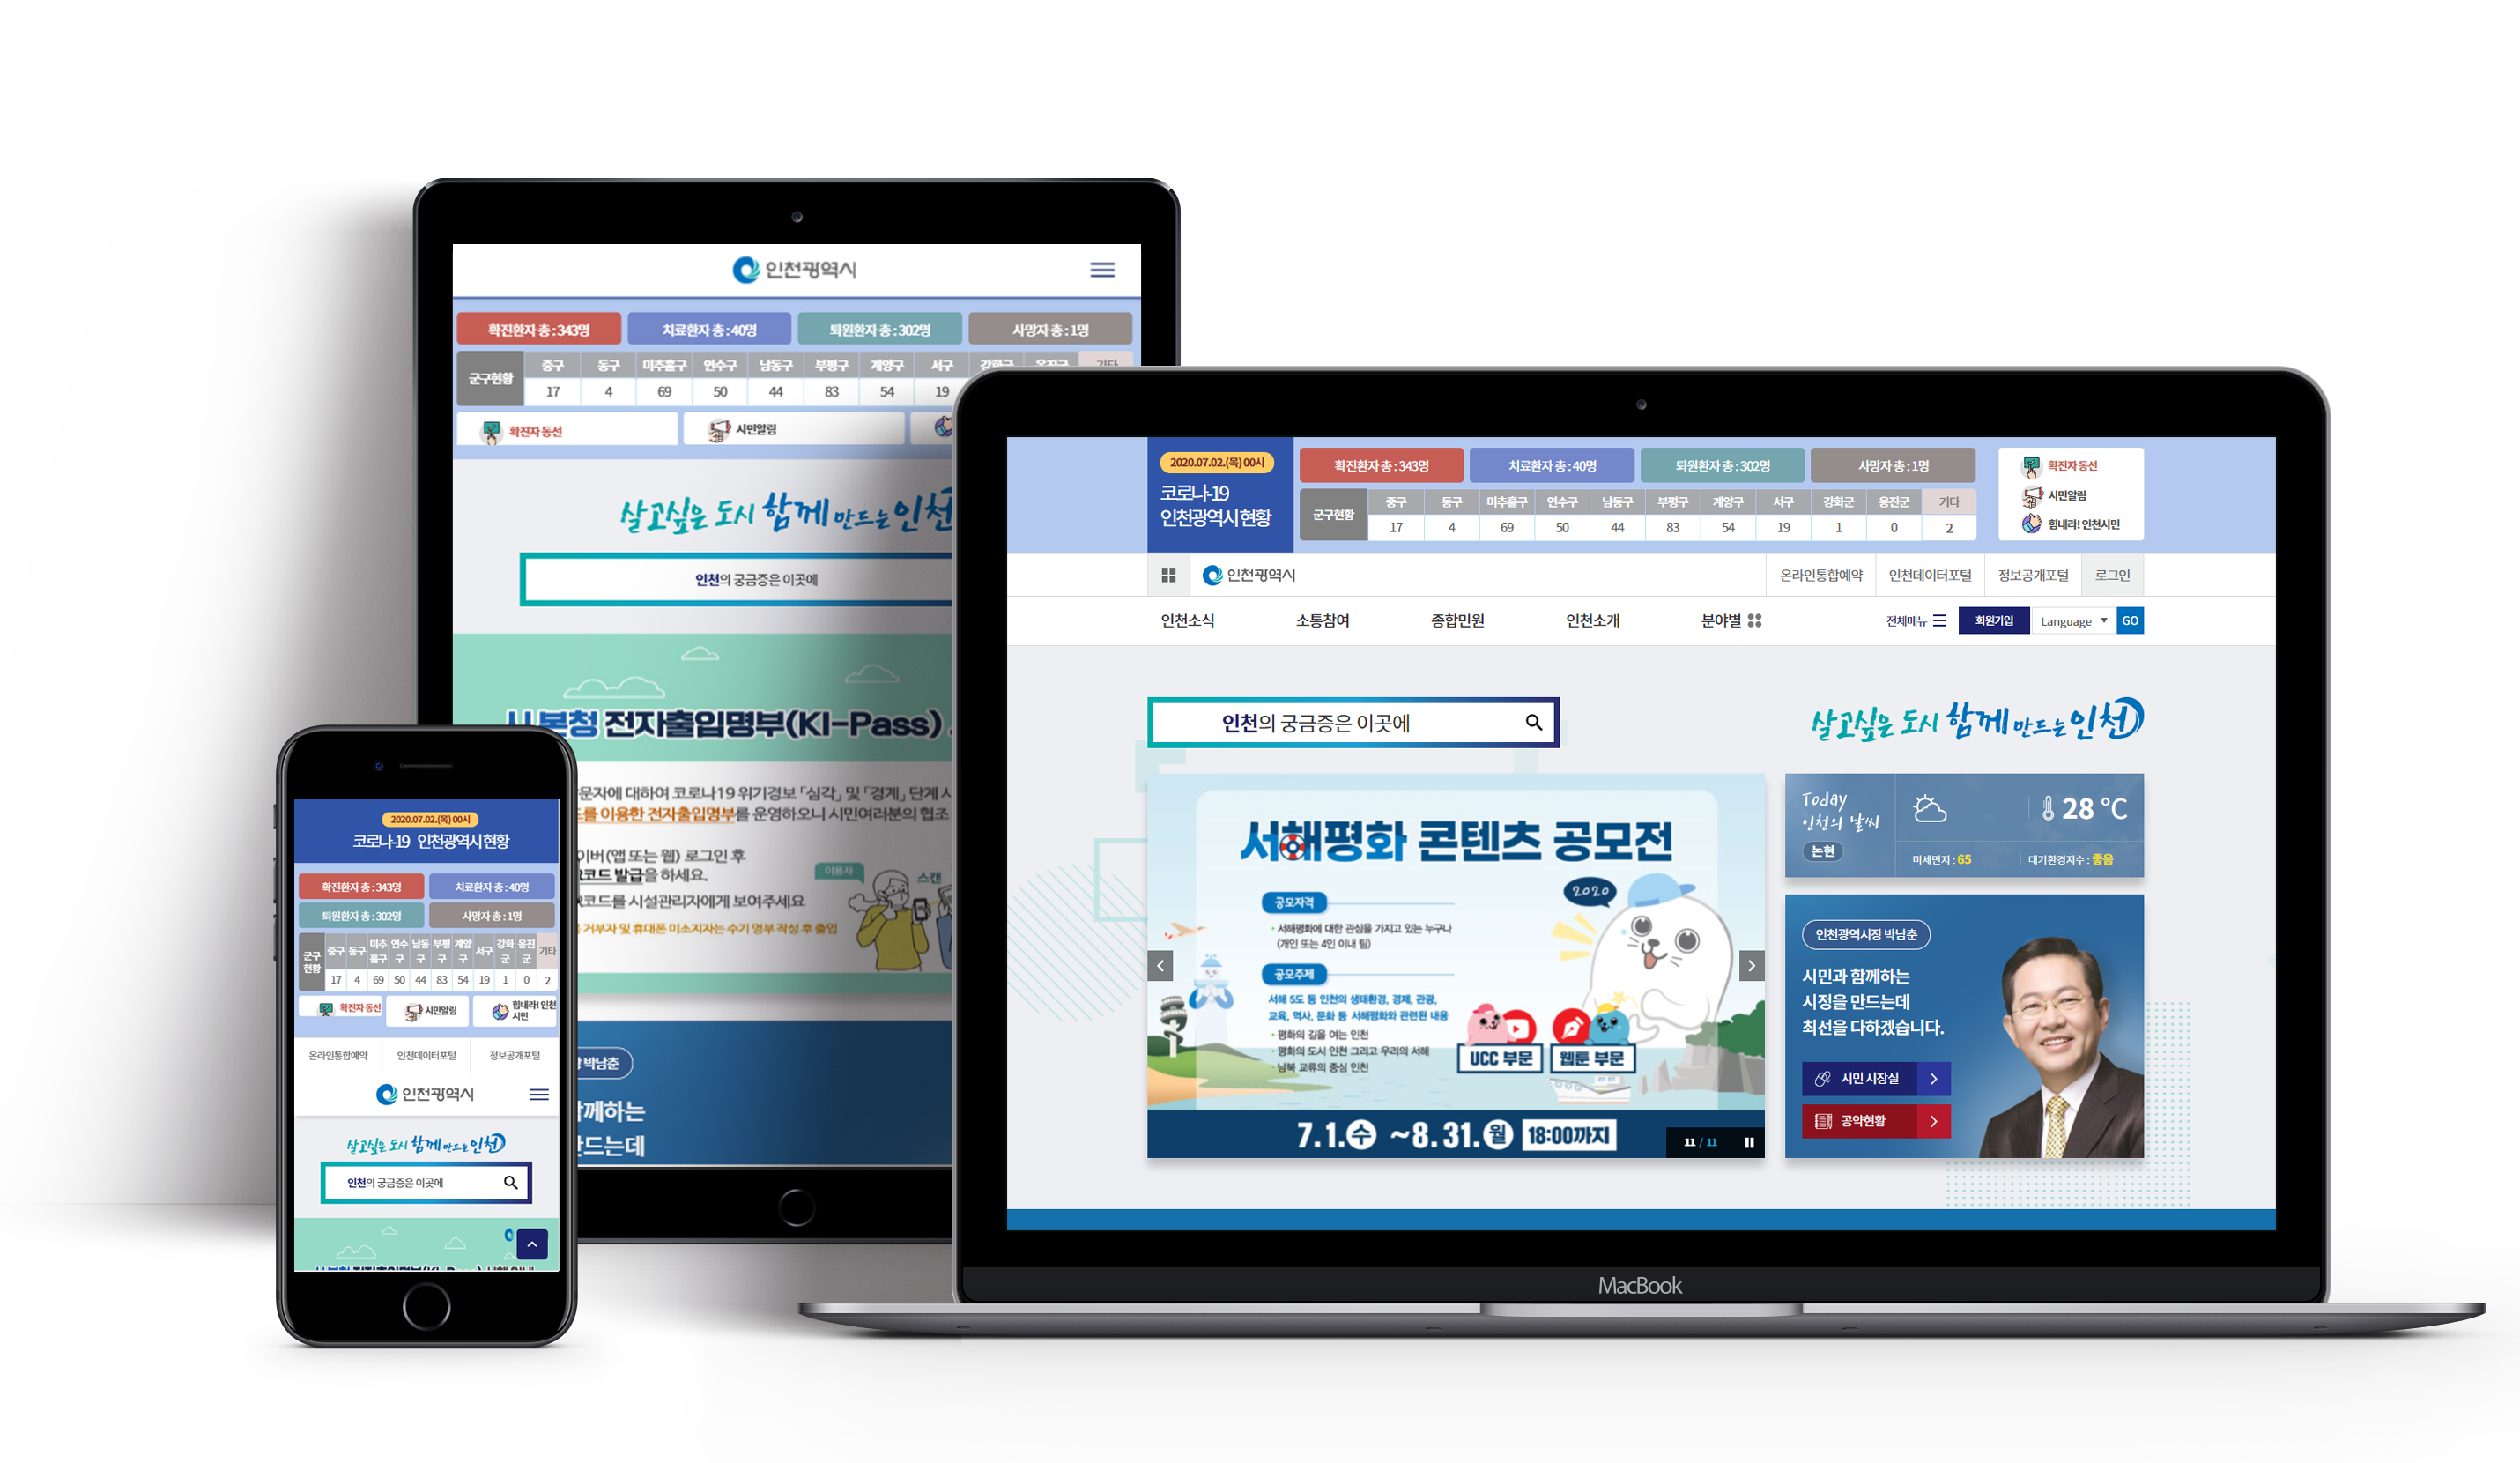 인천광역시
확진환자 총 : 343명
치료환자 총 : 40명
퇴원환자 총 : 302명
사망자 총 : 1명
군구현황
중구 동구 미추홀구 연수구 남동구 부평구 계양구 서구
17 4 69 50 44 83 54 19
확진자 동선
시민알림
살고싶은 도시 함께 만드는 인천
인천의 궁금증은 이곳에
시 본청 전자출입명부(KI-Pass)
문자에 대하여 코로나19 위기경보 「심각」 및 「경계」 단계 시
를 이용한 전자출입명부를 운영하오니 시민여러분의 협조
이버(앱 또는 웹) 로그인 후
코드 발급을 하세요.
코드를 시설관리자에게 보여주세요
이용자
스캔
거부자 및 휴대폰 미소지자는 수기 명부 작성 후 출입
박남춘
함께하는
만드는데
2020.07.02.(목) 00시
코로나-19
인천광역시 현황
확진환자 총 : 343명
치료환자 총 : 40명
퇴원환자 총 : 302명
사망자 총 : 1명
군구현황
중구 동구 미추홀구 연수구 남동구 부평구 계양구 서구 강화군 옹진군 기타
17 4 69 50 44 83 54 19 1 0 2
확진자 동선
시민알림
힘내라! 인천시민
인천광역시
온라인통합예약
인천데이터포털
정보공개포털
로그인
인천소식
소통참여
종합민원
인천소개
분야별
전체메뉴
회원가입
Language
GO
인천의 궁금증은 이곳에
살고싶은 도시 함께 만드는 인천
서해평화 콘텐츠 공모전
2020
공모자격
· 서해평화에 대한 관심을 가지고 있는 누구나
(개인 또는 4인 이내 팀)
공모주제
서해 5도 등 인천의 생태환경, 경제, 관광,
교육, 역사, 문화 등 서해평화와 관련된 내용
· 평화의 길을 여는 인천
· 평화의 도시 인천 그리고 우리의 서해
· 남북 교류의 중심 인천
UCC 부문
웹툰 부문
7.1.수 ~8.31.월 18:00까지
11 / 11
Today
인천의 날씨
논현
28 °C
미세먼지 : 65
대기환경지수 : 좋음
인천광역시장 박남춘
시민과 함께하는
시정을 만드는데
최선을 다하겠습니다.
시민 시장실
공약현황
MacBook
2020.07.02.(목) 00시
코로나-19 인천광역시 현황
확진환자 총 : 343명
치료환자 총 : 40명
퇴원환자 총 : 302명
사망자 총 : 1명
군구
현황
중구 동구 미추홀구 연수구 남동구 부평구 계양구 서구 강화군 옹진군 기타
17 4 69 50 44 83 54 19 1 0 2
확진자 동선
시민알림
힘내라! 인천
시민
온라인통합예약
인천데이터포털
정보공개포털
인천광역시
살고싶은 도시 함께 만드는 인천
인천의 궁금증은 이곳에